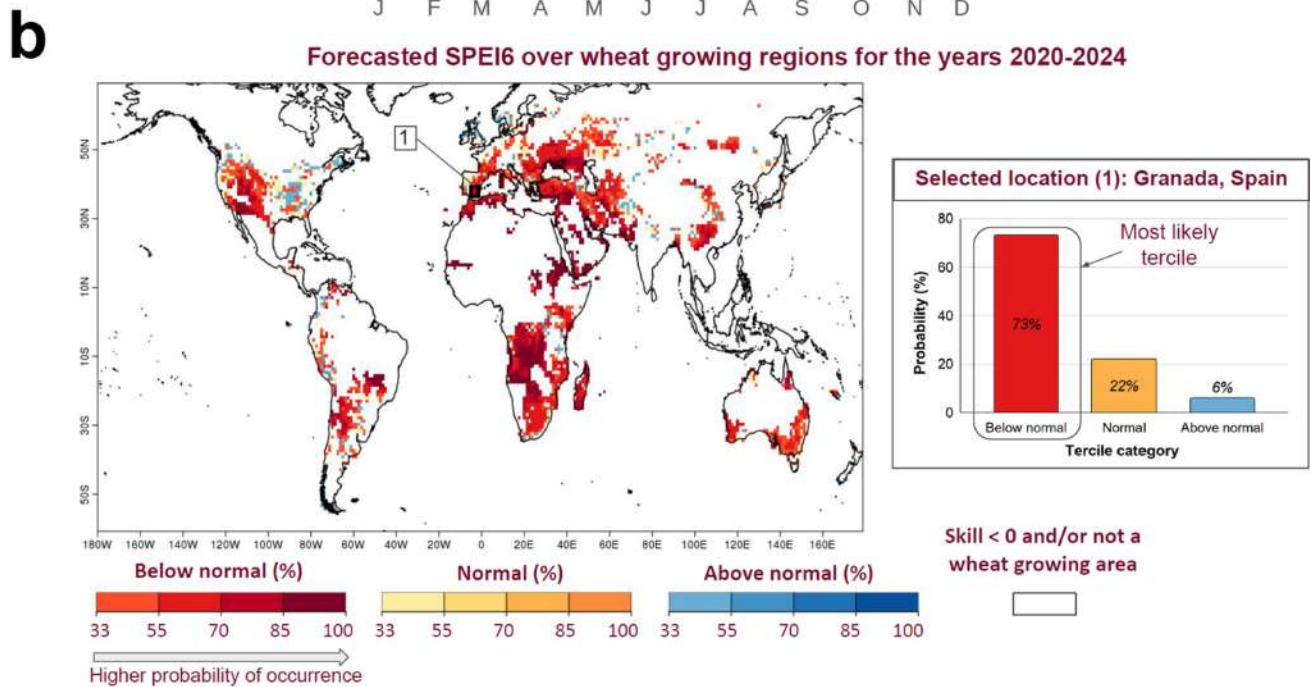 J F M A M J J A S O N D
b
Forecasted SPEI6 over wheat growing regions for the years 2020-2024
1
50N
30N
10N
10S
30S
50S
180W 160W 140W 120W 100W 80W 60W 40W 20W 0 20E 40E 60E 80E 100E 120E 140E 160E
Selected location (1): Granada, Spain
80
60
40
20
0
Probability (%)
Most likely
tercile
73%
22%
6%
Below normal Normal Above normal
Tercile category
Below normal (%)
33 55 70 85 100
Normal (%)
33 55 70 85 100
Above normal (%)
33 55 70 85 100
Higher probability of occurrence
Skill < 0 and/or not a
wheat growing area